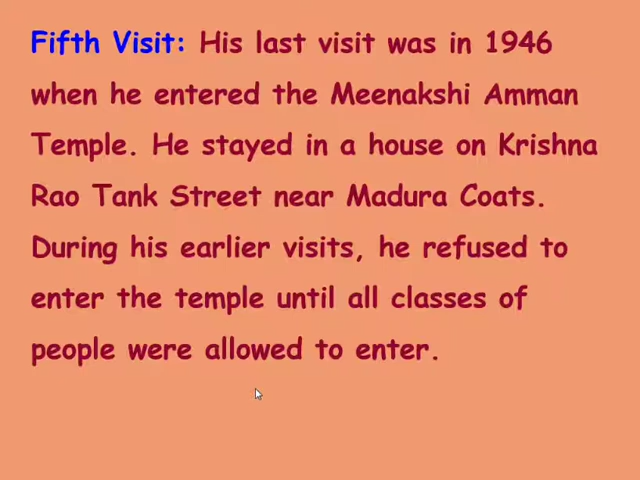 Fifth Visit: His last visit was in 1946
when he entered the Meenakshi Amman
Temple. He stayed in a house on Krishna
Rao Tank Street near Madura Coats.
During his earlier visits, he refused to
enter the temple until all classes of
people were allowed to enter.